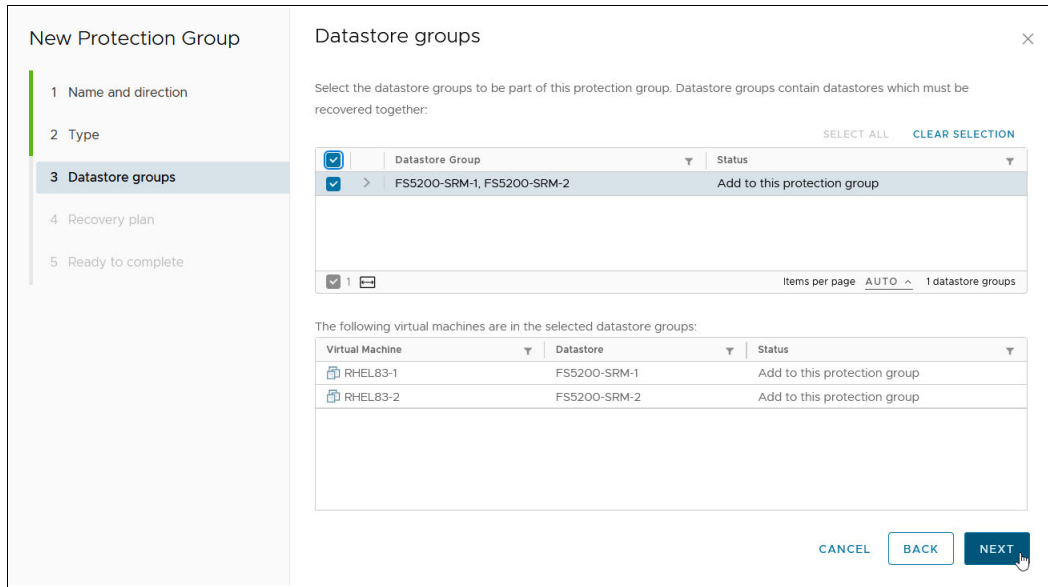 New Protection Group
1 Name and direction
2 Type
3 Datastore groups
4 Recovery plan
5 Ready to complete
Datastore groups
Select the datastore groups to be part of this protection group. Datastore groups contain datastores which must be
recovered together:
SELECT ALL CLEAR SELECTION
Datastore Group Status
FS5200-SRM-1, FS5200-SRM-2 Add to this protection group
1 Items per page AUTO 1 datastore groups
The following virtual machines are in the selected datastore groups:
Virtual Machine Datastore Status
RHEL83-1 FS5200-SRM-1 Add to this protection group
RHEL83-2 FS5200-SRM-2 Add to this protection group
CANCEL BACK NEXT